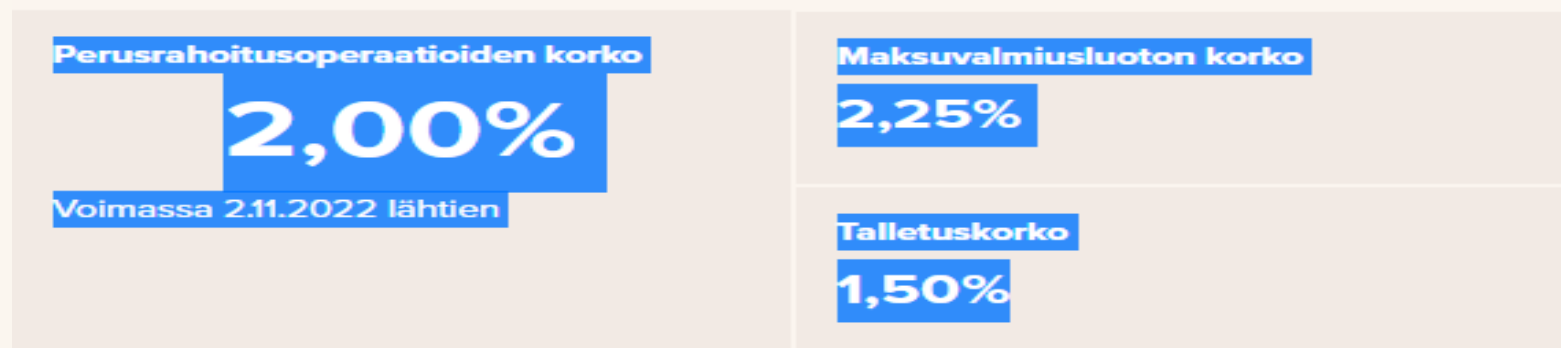 Perusrahoitusoperaatioiden korko
2,00%
Voimassa 2.11.2022 lähtien
Maksuvalmiusluoton korko
2,25%
Talletuskorko
1,50%